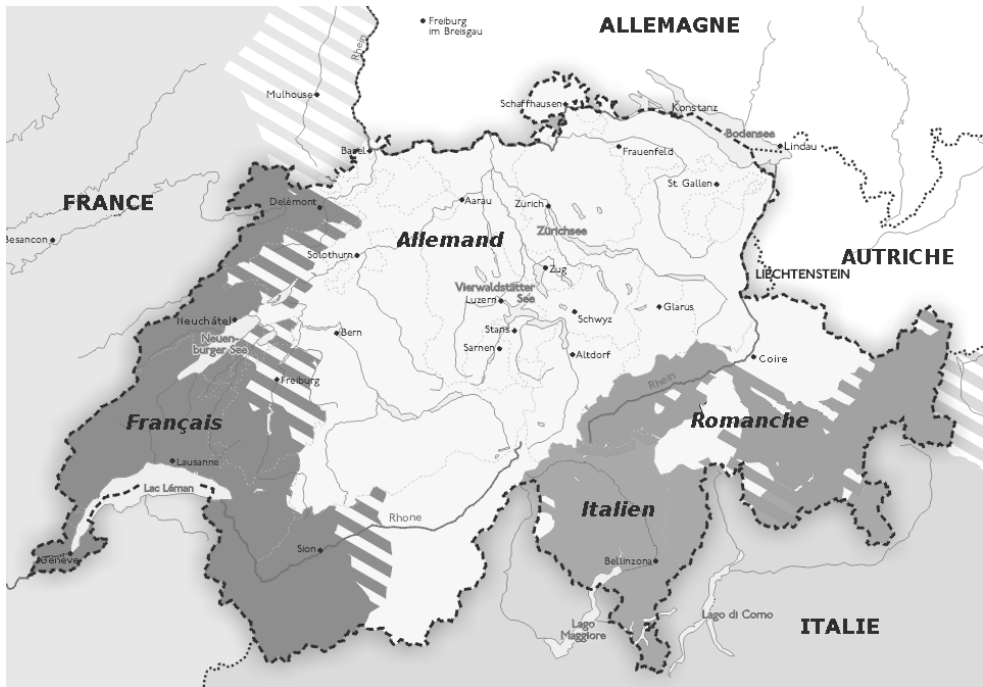 Freiburg
im Breisgau
ALLEMAGNE
Rhein
Mulhouse
Schaffhausen
Konstanz
Bodensee
Basel
Frauenfeld
Lindau
St. Gallen
FRANCE
Delémont
Aarau
Zurich
Zürichsee
Besancon
Allemand
Solothurn
AUTRICHE
Zug
LIECHTENSTEIN
Vierwaldstätter
See
Luzern
Glarus
Schwyz
Neuchátel
Neuen-
burger See
Bern
Stans
Sarnen
Altdorf
Coire
Freiburg
Rhein
Français
Romanche
Lausanne
Lac Léman
Italien
Rhone
Sion
Genève
Bellinzona
Lago
Maggiore
Lago di Como
ITALIE